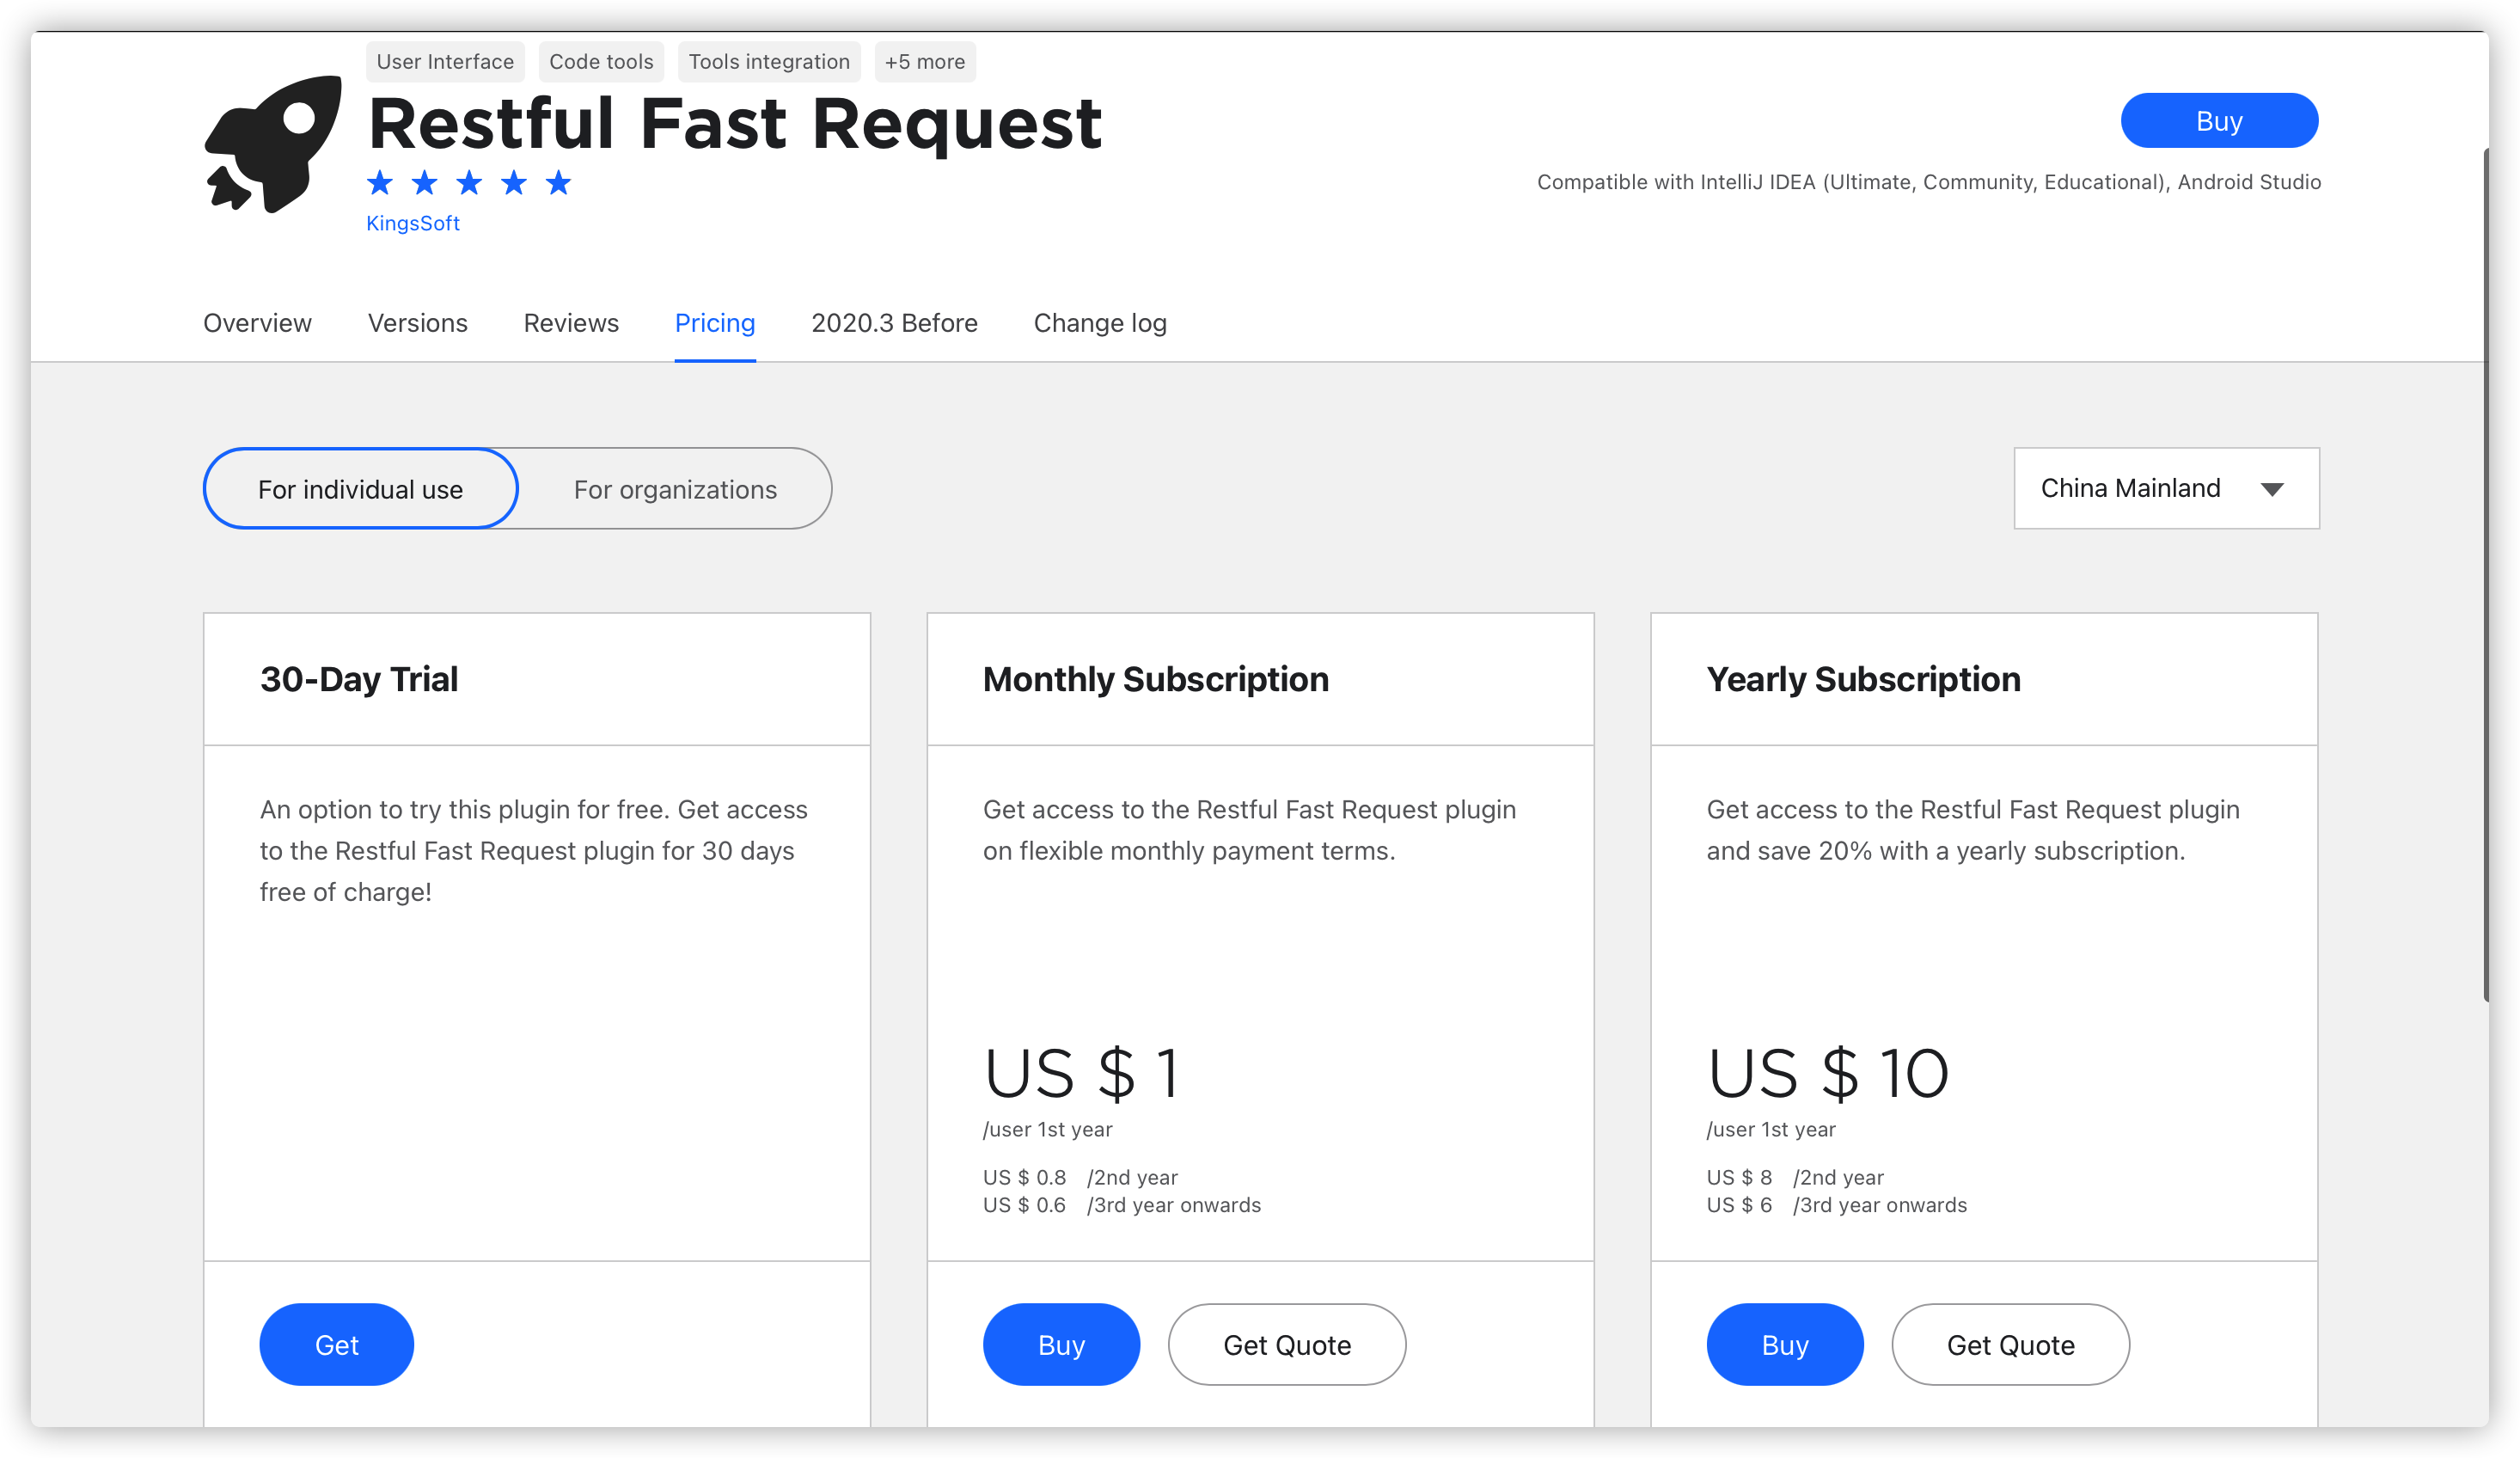 User Interface Code tools Tools integration +5 more
Restful Fast Request
Buy
KingsSoft
Compatible with IntelliJ IDEA (Ultimate, Community, Educational), Android Studio
Overview Versions Reviews Pricing 2020.3 Before Change log
For individual use For organizations
China Mainland
30-Day Trial
An option to try this plugin for free. Get access
to the Restful Fast Request plugin for 30 days
free of charge!
Get
Monthly Subscription
Get access to the Restful Fast Request plugin
on flexible monthly payment terms.
US $ 1
/user 1st year
US $ 0.8 /2nd year
US $ 0.6 /3rd year onwards
Buy Get Quote
Yearly Subscription
Get access to the Restful Fast Request plugin
and save 20% with a yearly subscription.
US $ 10
/user 1st year
US $ 8 /2nd year
US $ 6 /3rd year onwards
Buy Get Quote